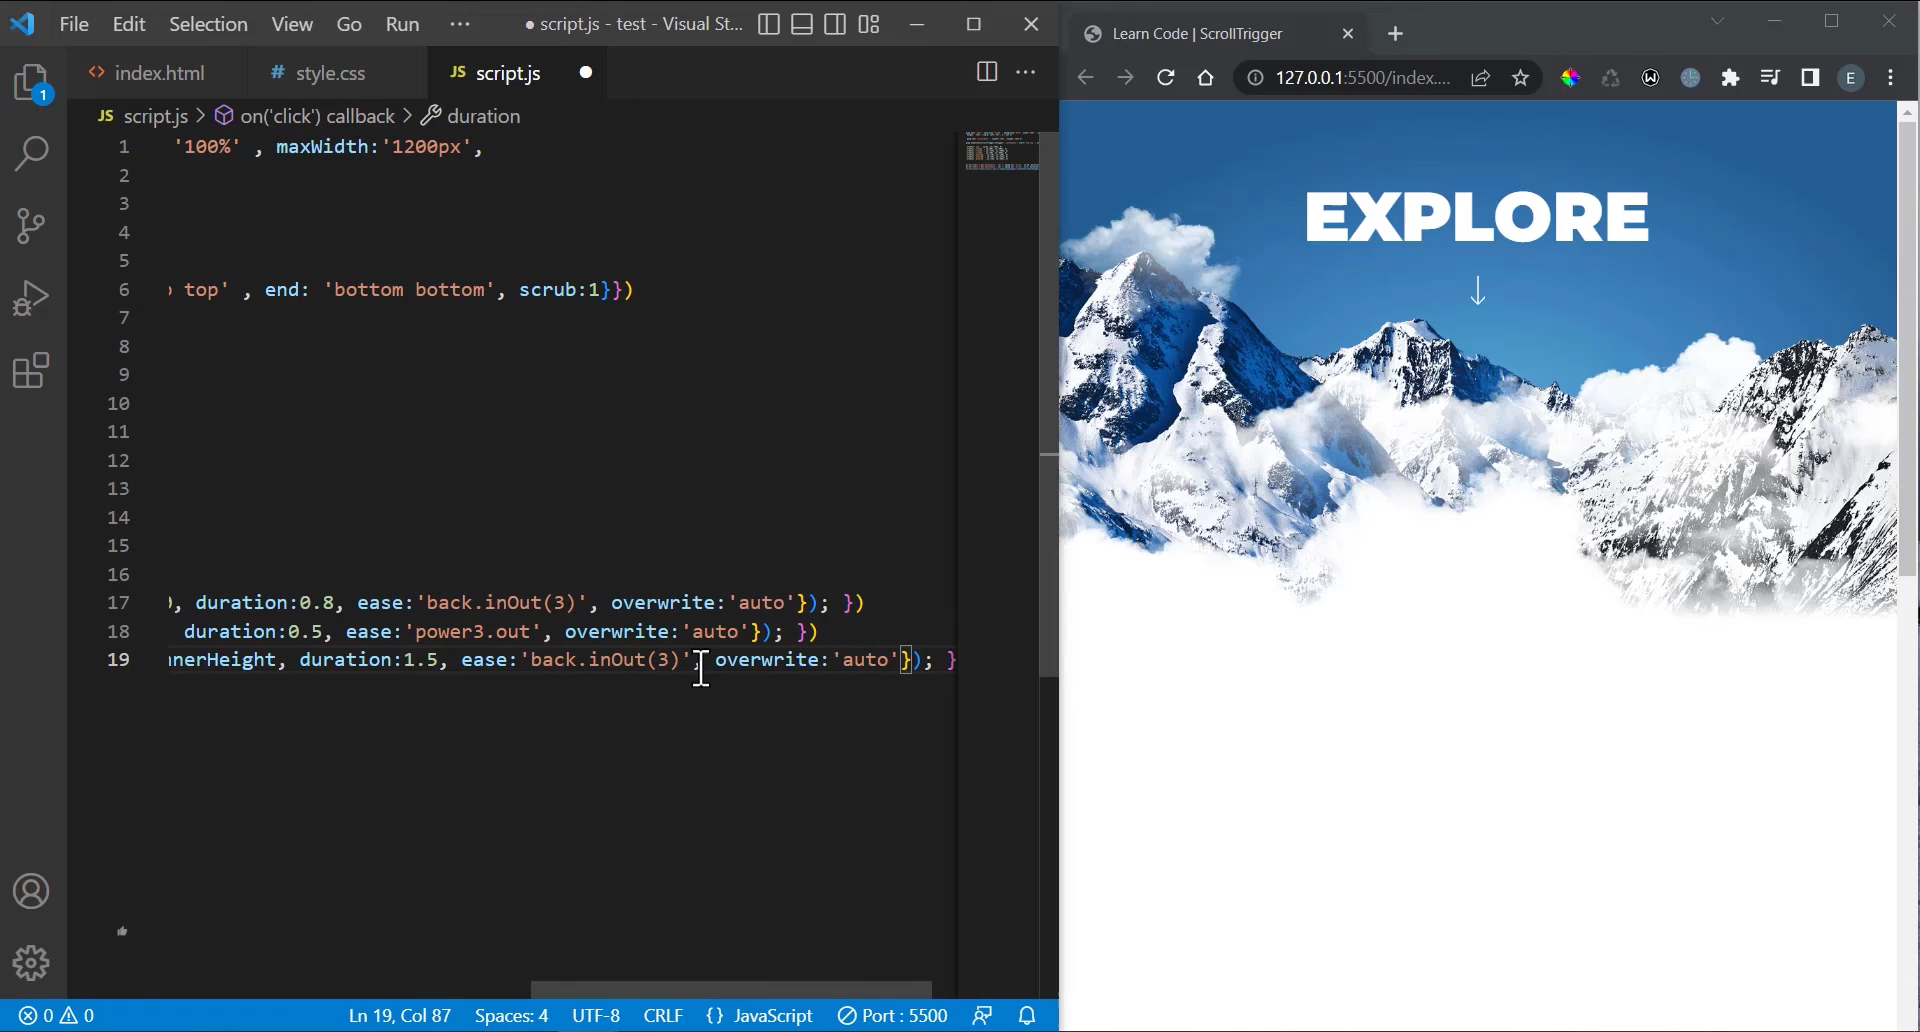 File Edit Selection View Go Run ··· ● script.js - test - Visual St...
index.html style.css JS script.js
JS script.js > on('click') callback > duration
1 '100%' , maxWidth:'1200px',
2
3
4
5
6 top' , end: 'bottom bottom', scrub:1}})
7
8
9
10
11
12
13
14
15
16
17 , duration:0.8, ease:'back.inOut(3)', overwrite:'auto'}); })
18 duration:0.5, ease:'power3.out', overwrite:'auto'}); })
19 nnerHeight, duration:1.5, ease:'back.inOut(3)', overwrite:'auto'}); }
1
0 0 Ln 19, Col 87 Spaces: 4 UTF-8 CRLF {} JavaScript Port : 5500
Learn Code | ScrollTrigger
127.0.0.1:5500/index.... E
EXPLORE